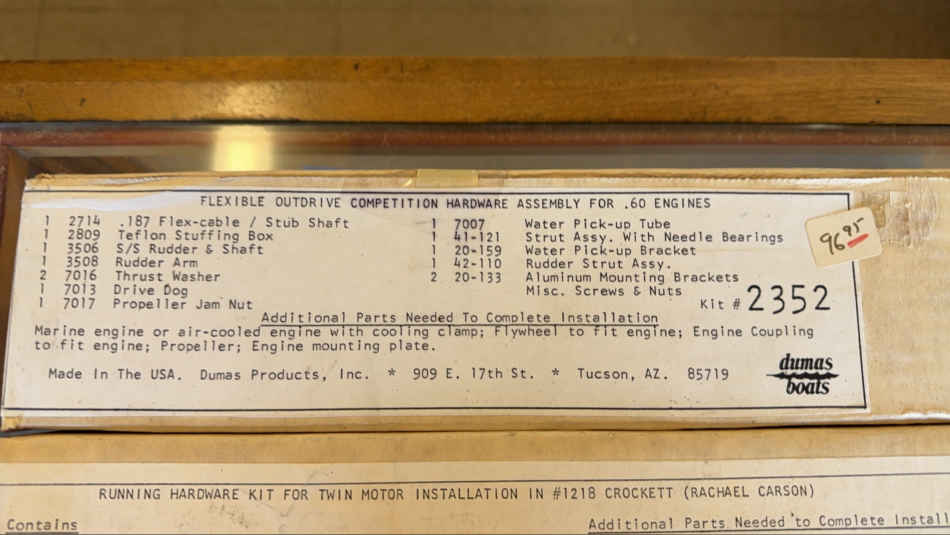 FLEXIBLE OUTDRIVE COMPETITION HARDWARE ASSEMBLY FOR .60 ENGINES
1 2714 .187 Flex-cable / Stub Shaft
1 2809 Teflon Stuffing Box
1 3506 S/S Rudder & Shaft
1 3508 Rudder Arm
2 7016 Thrust Washer
1 7013 Drive Dog
1 7017 Propeller Jam Nut
1 7007 Water Pick-up Tube
1 41-121 Strut Assy. With Needle Bearings
1 20-159 Water Pick-up Bracket
1 42-110 Rudder Strut Assy.
2 20-133 Aluminum Mounting Brackets
Misc. Screws & Nuts
Kit # 2352
96 95
Additional Parts Needed To Complete Installation
Marine engine or air-cooled engine with cooling clamp; Flywheel to fit engine; Engine Coupling
to fit engine; Propeller; Engine mounting plate.
Made In The USA. Dumas Products, Inc. * 909 E. 17th St. * Tucson, AZ. 85719
dumas
boats
RUNNING HARDWARE KIT FOR TWIN MOTOR INSTALLATION IN #1218 CROCKETT (RACHAEL CARSON)
Contains
Additional Parts Needed to Complete Install